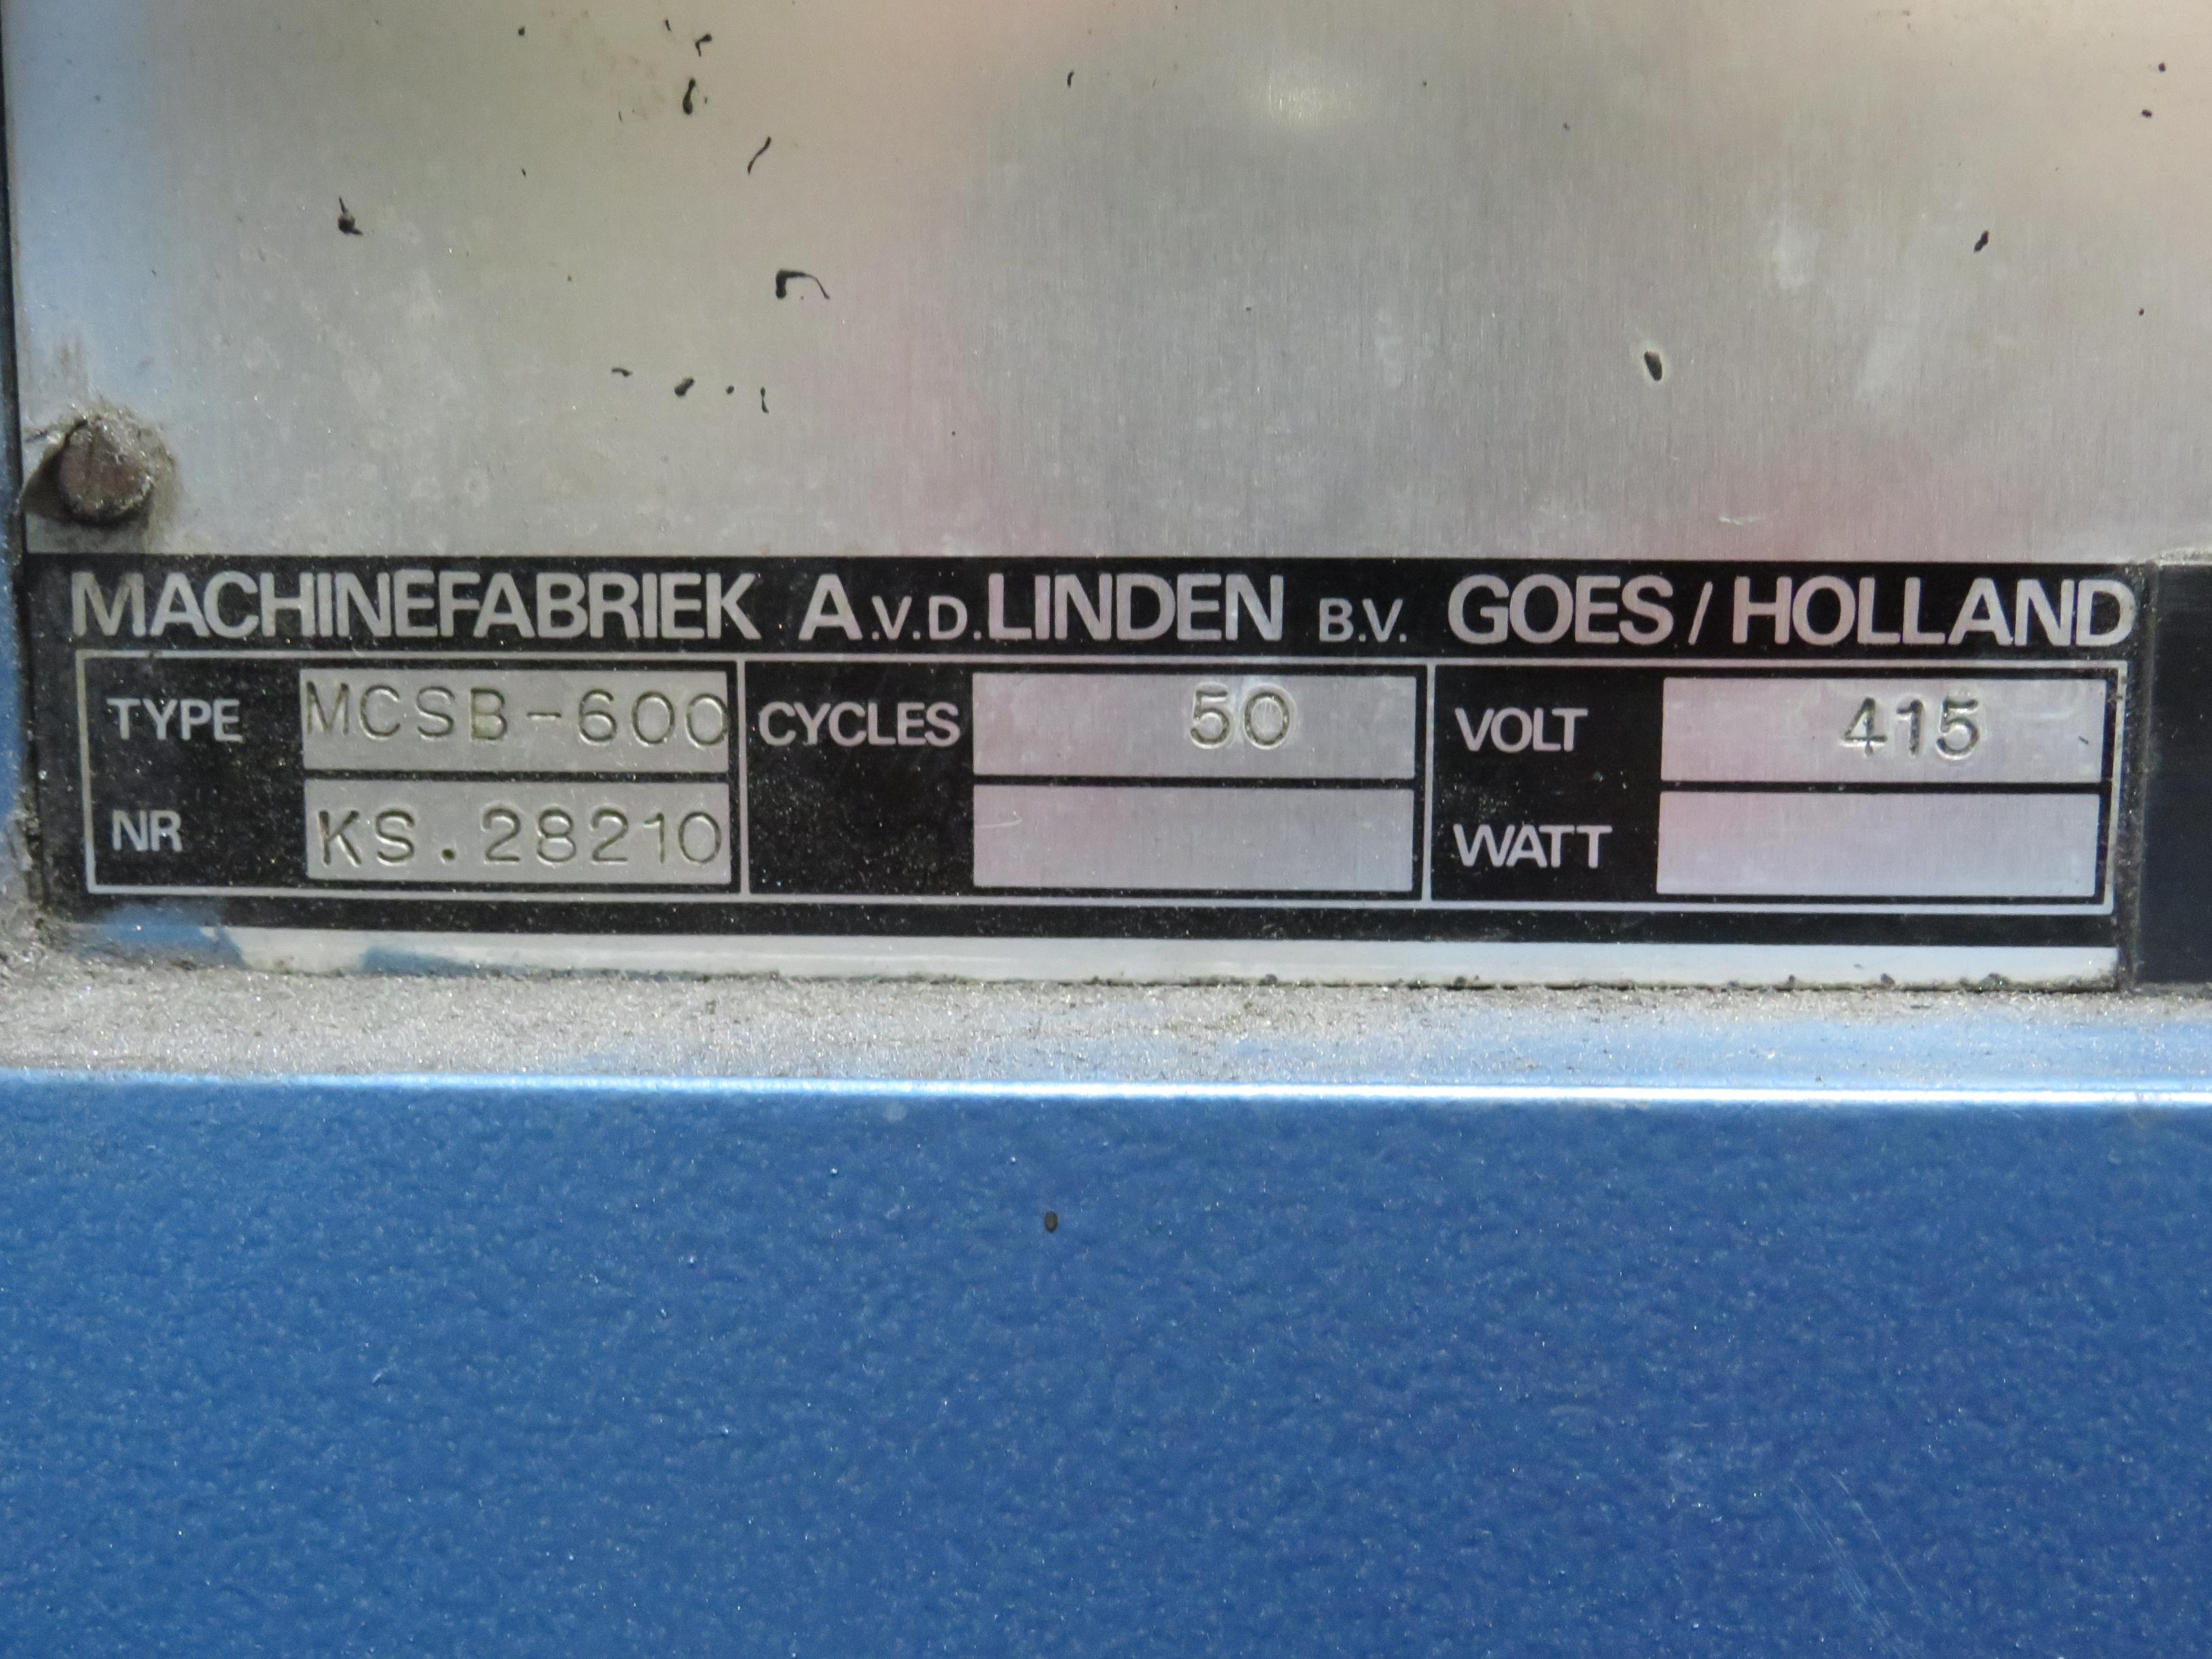 MACHINEFABRIEK A.V.D. LINDEN B.V. GOES / HOLLAND
TYPE MCSB-600 CYCLES 50 VOLT 415
NR KS.28210 WATT